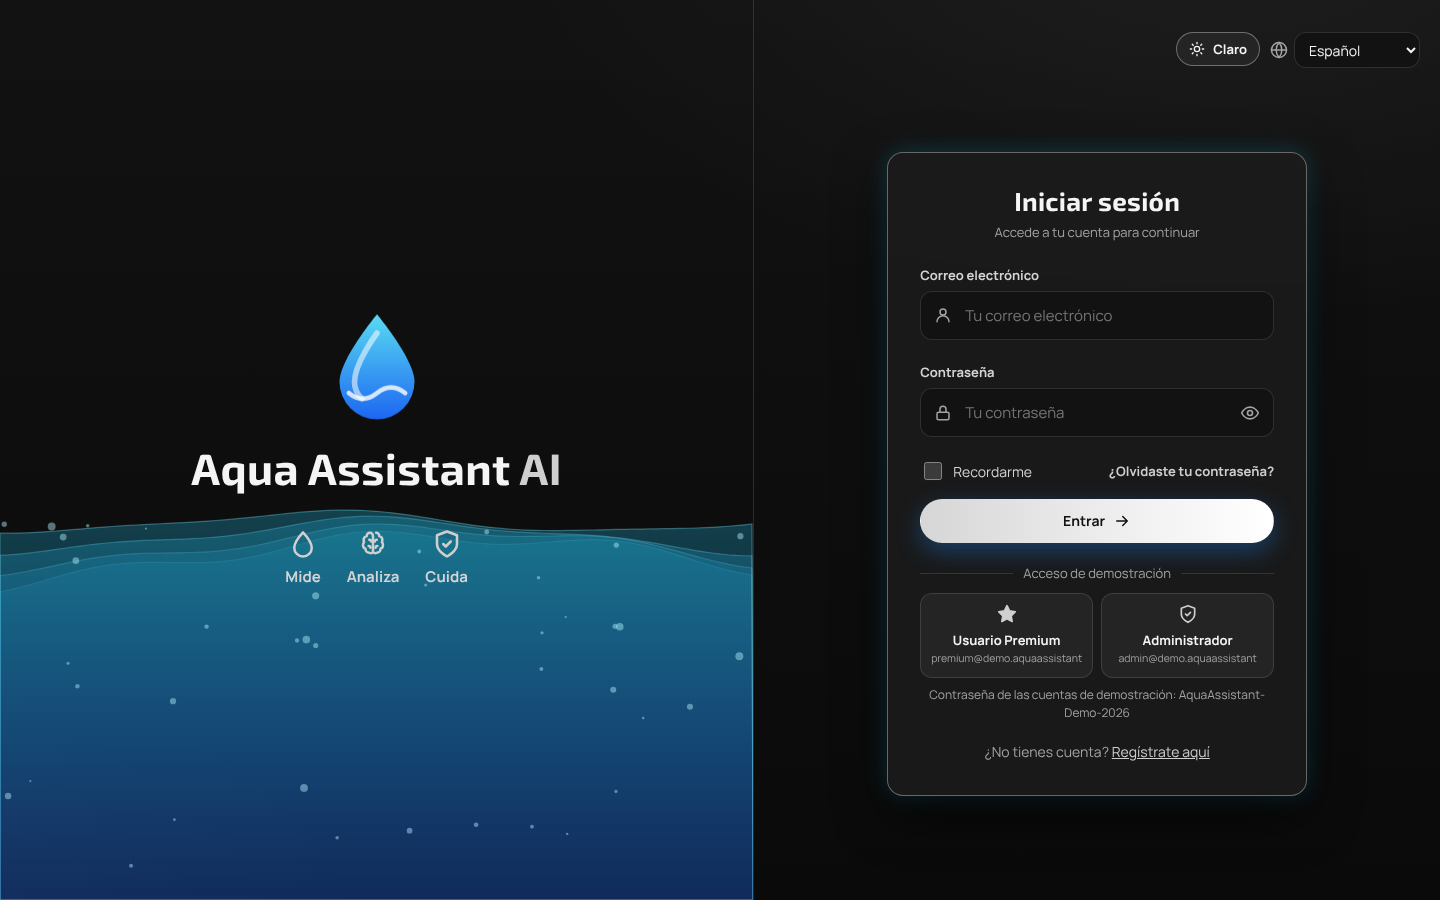 Claro
Español
Aqua Assistant AI
Mide
Analiza
Cuida
Iniciar sesión
Accede a tu cuenta para continuar
Correo electrónico
Tu correo electrónico
Contraseña
Tu contraseña
Recordarme
¿Olvidaste tu contraseña?
Entrar
Acceso de demostración
Usuario Premium
premium@demo.aquaassistant
Administrador
admin@demo.aquaassistant
Contraseña de las cuentas de demostración: AquaAssistant-
Demo-2026
¿No tienes cuenta? Regístrate aquí